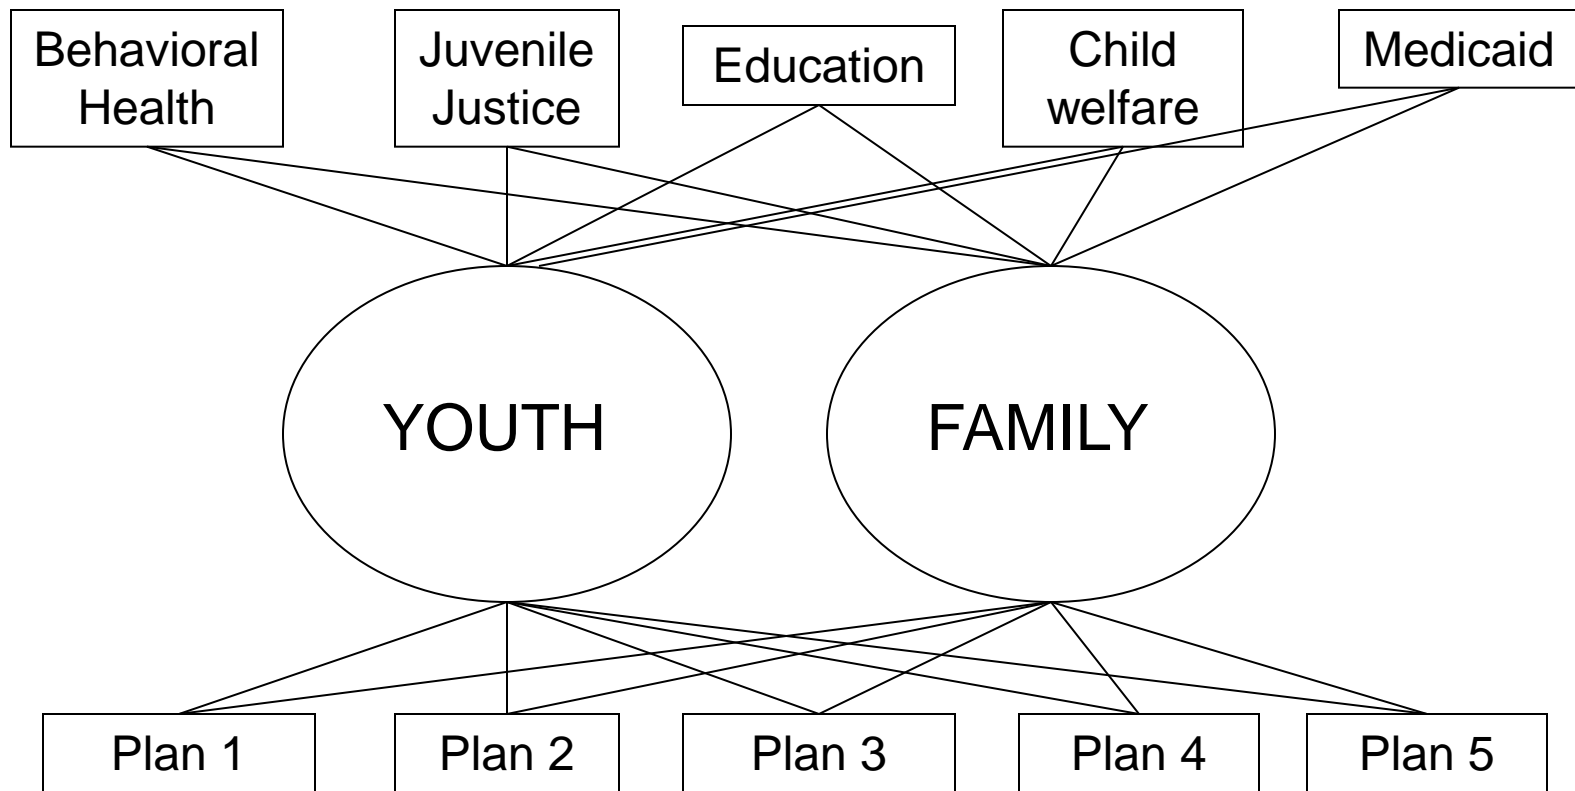 Behavioral
Health
Juvenile
Justice
Education
Child
welfare
Medicaid
YOUTH
FAMILY
Plan 1
Plan 2
Plan 3
Plan 4
Plan 5